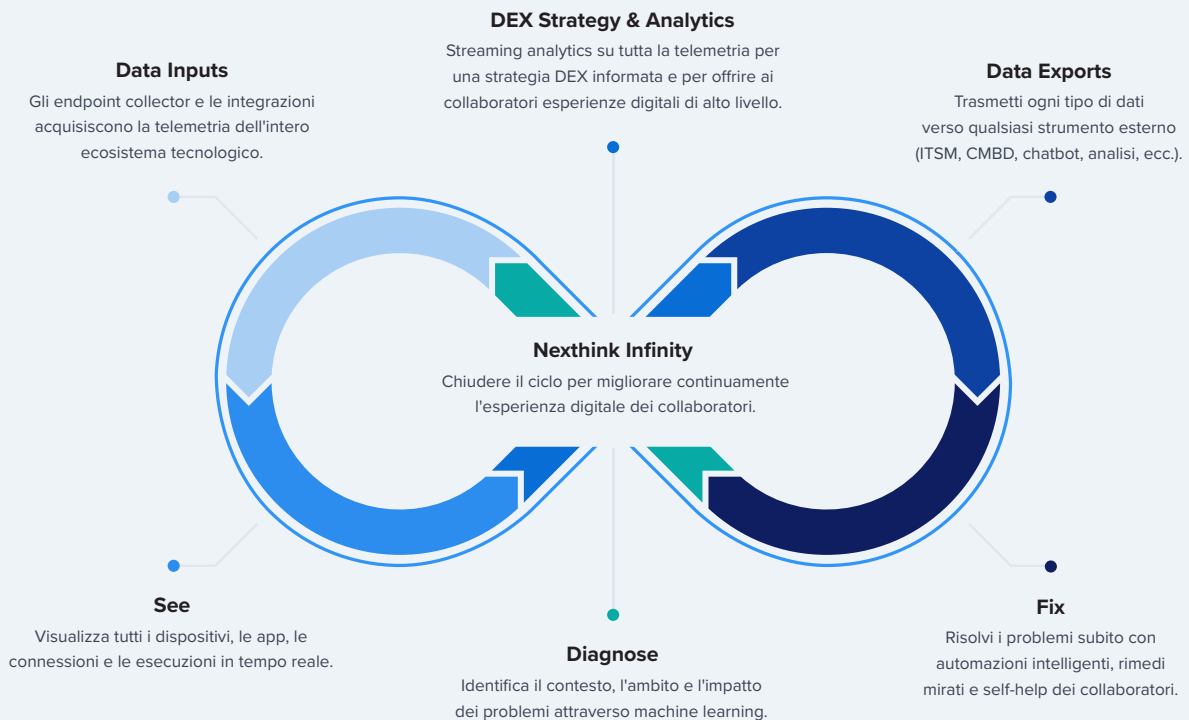 DEX Strategy & Analytics
Streaming analytics su tutta la telemetria per
una strategia DEX informata e per offrire ai
collaboratori esperienze digitali di alto livello.
Data Inputs
Gli endpoint collector e le integrazioni
acquisiscono la telemetria dell'intero
ecosistema tecnologico.
Data Exports
Trasmetti ogni tipo di dati
verso qualsiasi strumento esterno
(ITSM, CMBD, chatbot, analisi, ecc.).
Nexthink Infinity
Chiudere il ciclo per migliorare continuamente
l'esperienza digitale dei collaboratori.
See
Visualizza tutti i dispositivi, le app, le
connessioni e le esecuzioni in tempo reale.
Diagnose
Identifica il contesto, l'ambito e l'impatto
dei problemi attraverso machine learning.
Fix
Risolvi i problemi subito con
automazioni intelligenti, rimedi
mirati e self-help dei collaboratori.